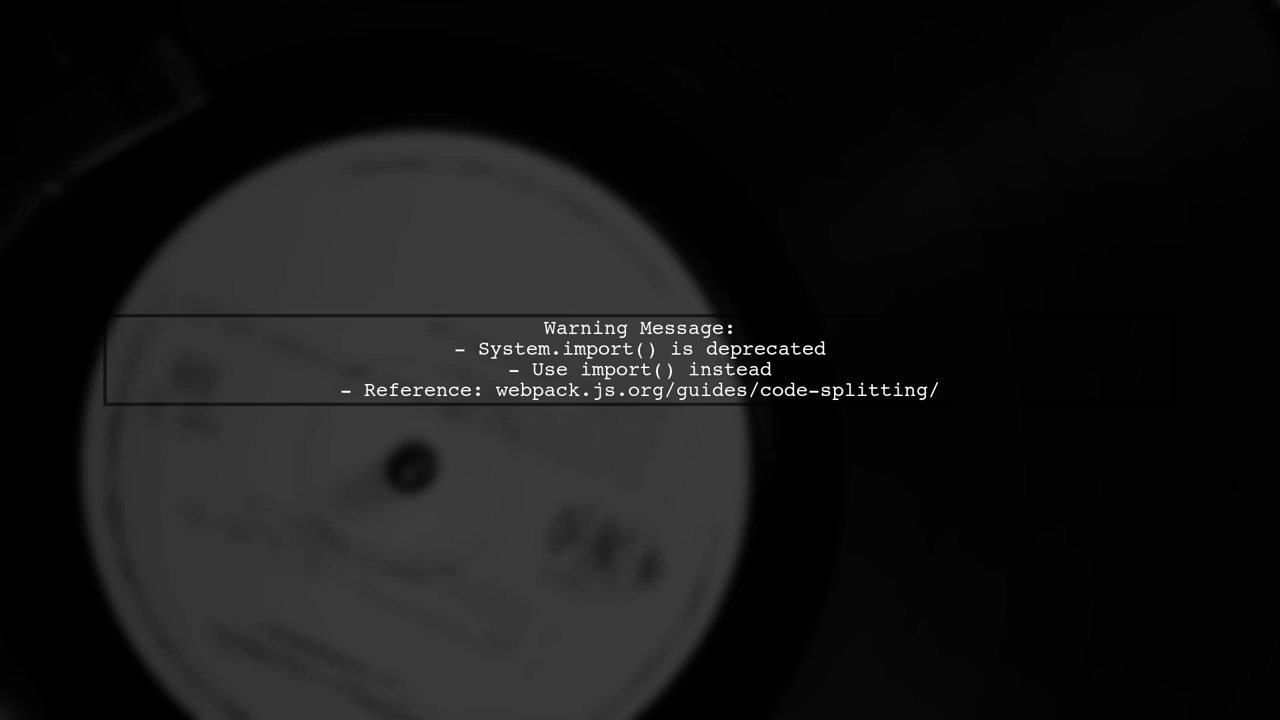 Warning Message:
- System.import() is deprecated
- Use import() instead
- Reference: webpack.js.org/guides/code-splitting/